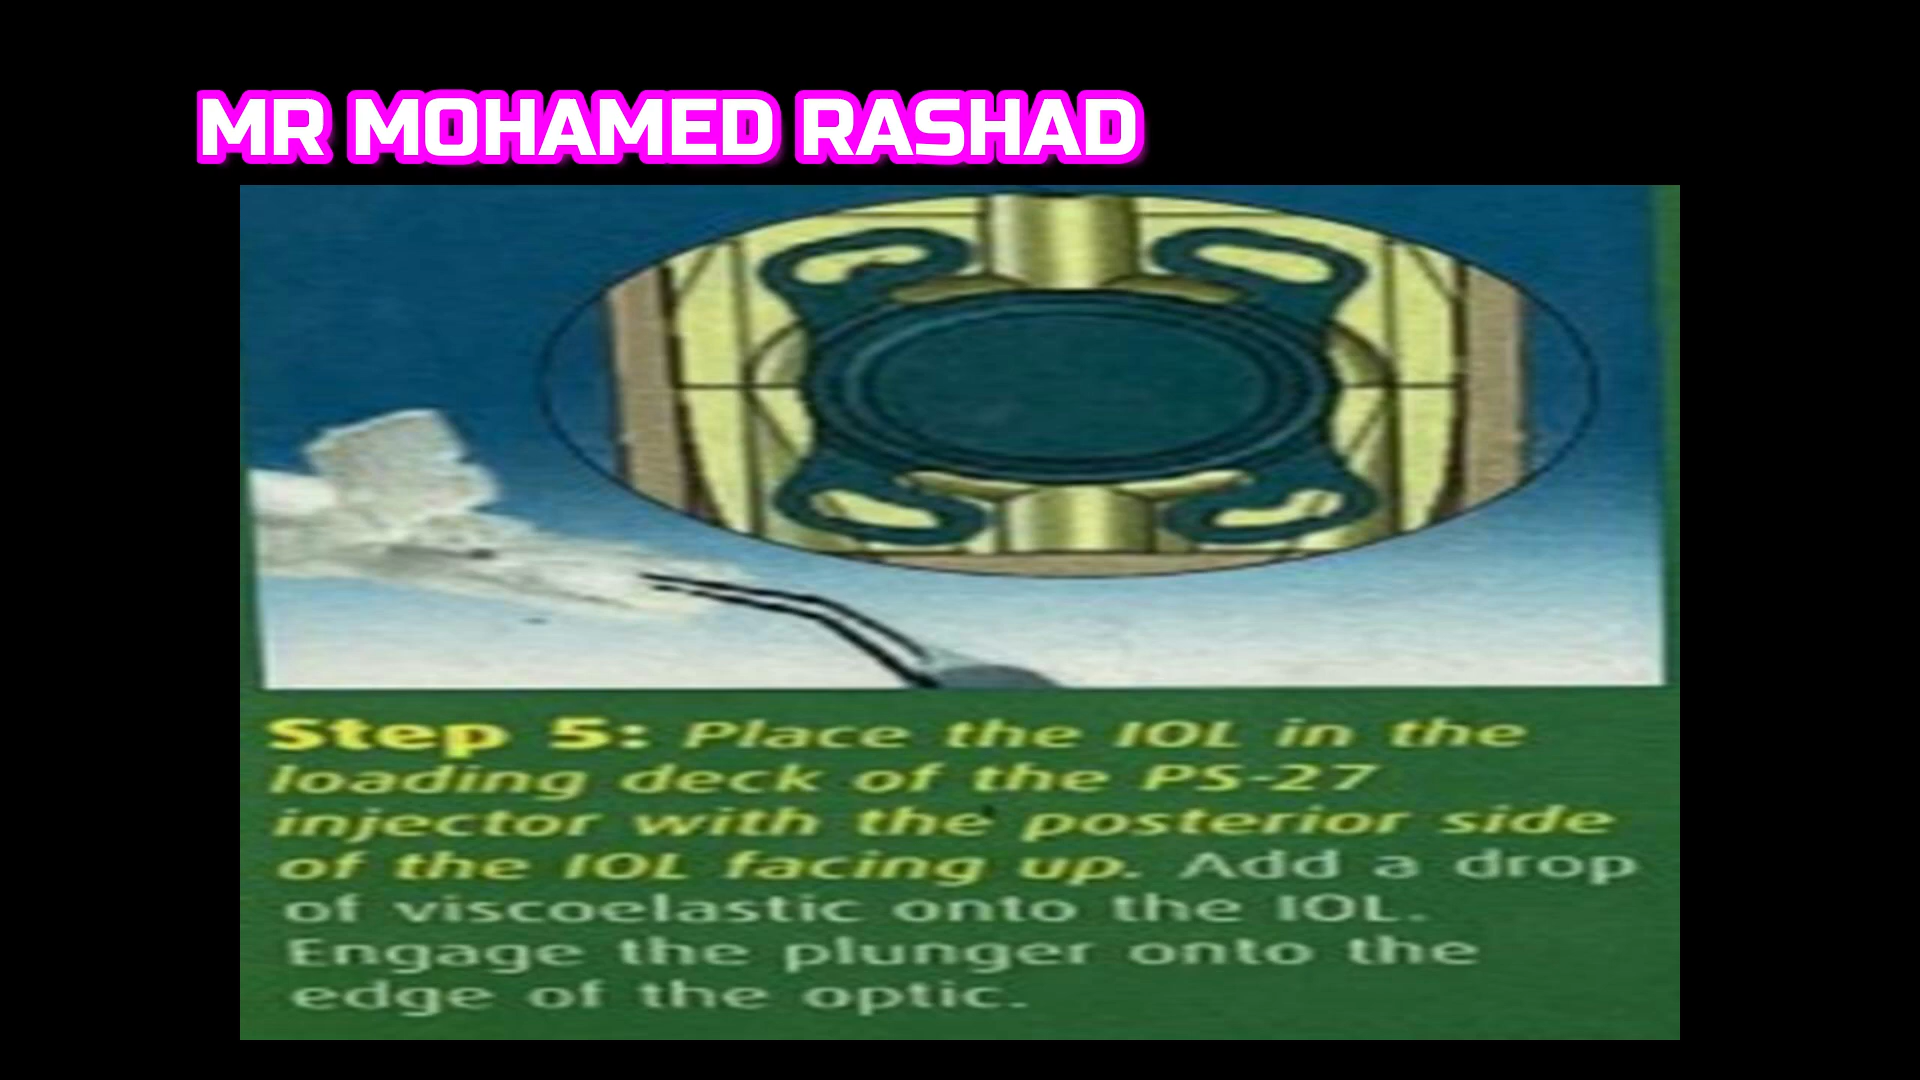 MR MOHAMED RASHAD
Step 5: Place the IOL in the
loading deck of the PS-27
injector with the posterior side
of the IOL facing up. Add a drop
of viscoelastic onto the IOL.
Engage the plunger onto the
edge of the optic.